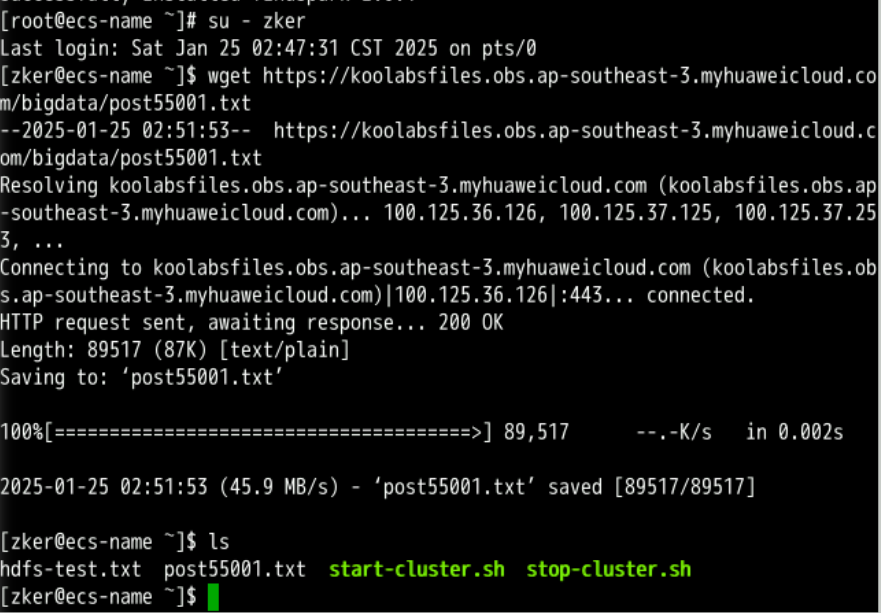 [root@ecs-name ~]# su - zker
Last login: Sat Jan 25 02:47:31 CST 2025 on pts/0
[zker@ecs-name ~]$ wget https://koolabsfiles.obs.ap-southeast-3.myhuaweicloud.co
m/bigdata/post55001.txt
--2025-01-25 02:51:53--  https://koolabsfiles.obs.ap-southeast-3.myhuaweicloud.c
om/bigdata/post55001.txt
Resolving koolabsfiles.obs.ap-southeast-3.myhuaweicloud.com (koolabsfiles.obs.ap
-southeast-3.myhuaweicloud.com)... 100.125.36.126, 100.125.37.125, 100.125.37.25
3, ...
Connecting to koolabsfiles.obs.ap-southeast-3.myhuaweicloud.com (koolabsfiles.ob
s.ap-southeast-3.myhuaweicloud.com)|100.125.36.126|:443... connected.
HTTP request sent, awaiting response... 200 OK
Length: 89517 (87K) [text/plain]
Saving to: ‘post55001.txt’
100%[======================================>] 89,517      --.-K/s   in 0.002s
2025-01-25 02:51:53 (45.9 MB/s) - ‘post55001.txt’ saved [89517/89517]
[zker@ecs-name ~]$ ls
hdfs-test.txt  post55001.txt  start-cluster.sh  stop-cluster.sh
[zker@ecs-name ~]$